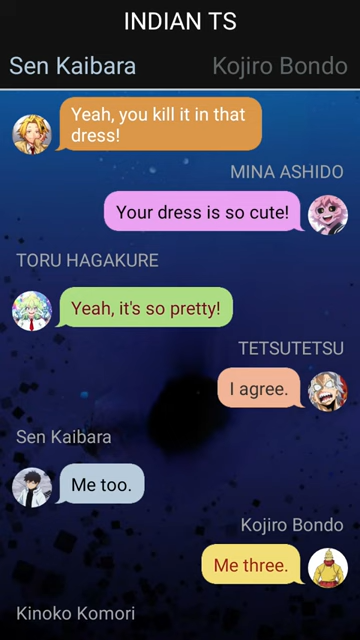 INDIAN TS
Sen Kaibara
Kojiro Bondo
Yeah, you kill it in that
dress!
MINA ASHIDO
Your dress is so cute!
TORU HAGAKURE
Yeah, it's so pretty!
TETSUTETSU
I agree.
Sen Kaibara
Me too.
Kojiro Bondo
Me three.
Kinoko Komori